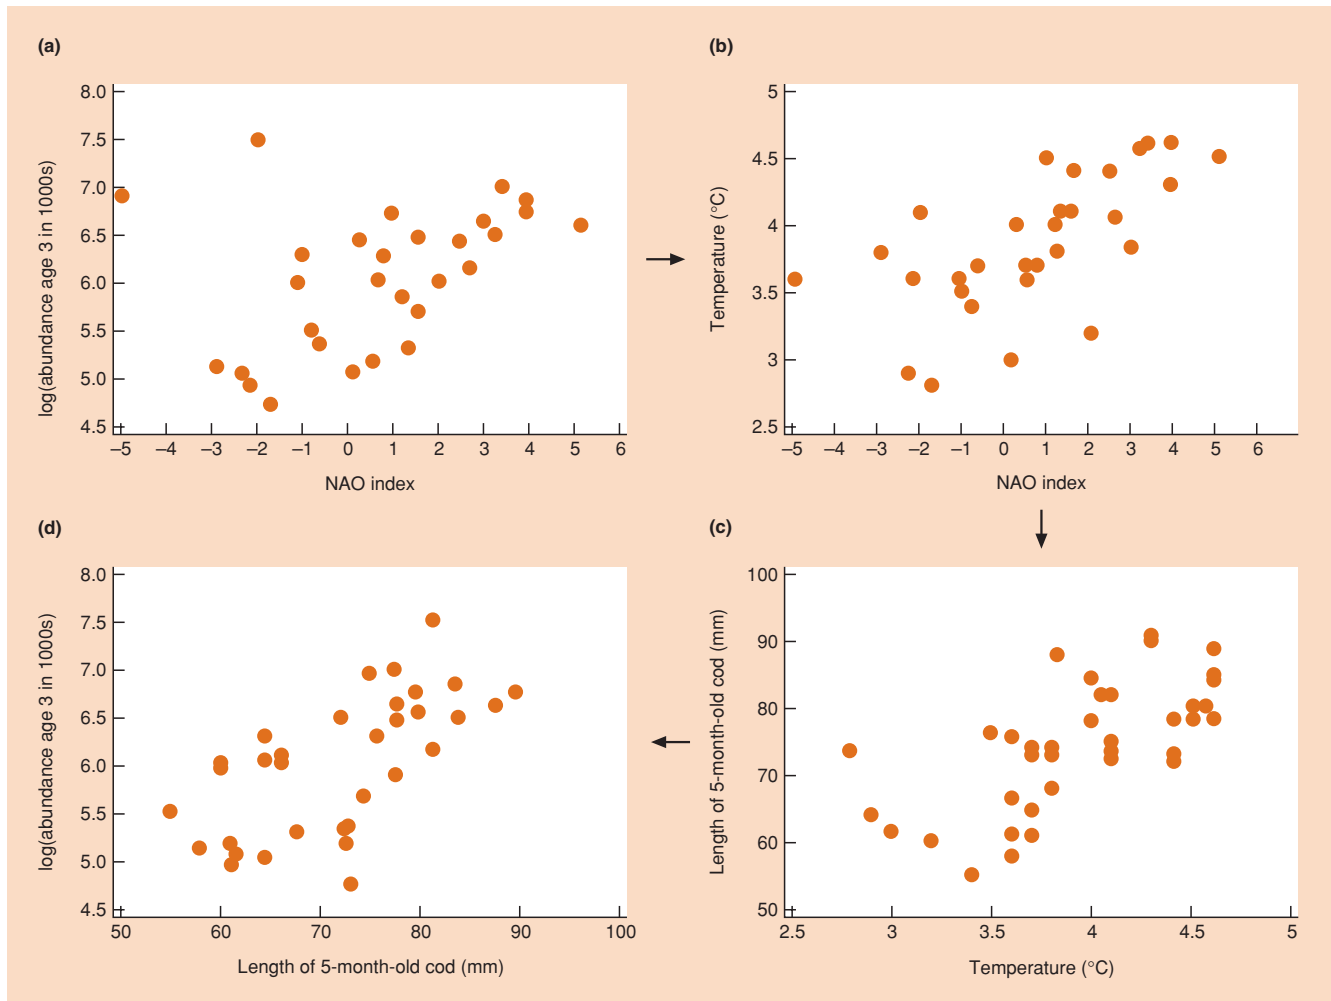 (a)
log(abundance age 3 in 1000s)
8.0
7.5
7.0
6.5
6.0
5.5
5.0
4.5
–5 –4 –3 –2 –1 0 1 2 3 4 5 6
NAO index
(b)
Temperature (°C)
5
4.5
4
3.5
3
2.5
–5 –4 –3 –2 –1 0 1 2 3 4 5 6
NAO index
(d)
log(abundance age 3 in 1000s)
8.0
7.5
7.0
6.5
6.0
5.5
5.0
4.5
50 60 70 80 90 100
Length of 5-month-old cod (mm)
(c)
Length of 5-month-old cod (mm)
100
90
80
70
60
50
2.5 3 3.5 4 4.5 5
Temperature (°C)